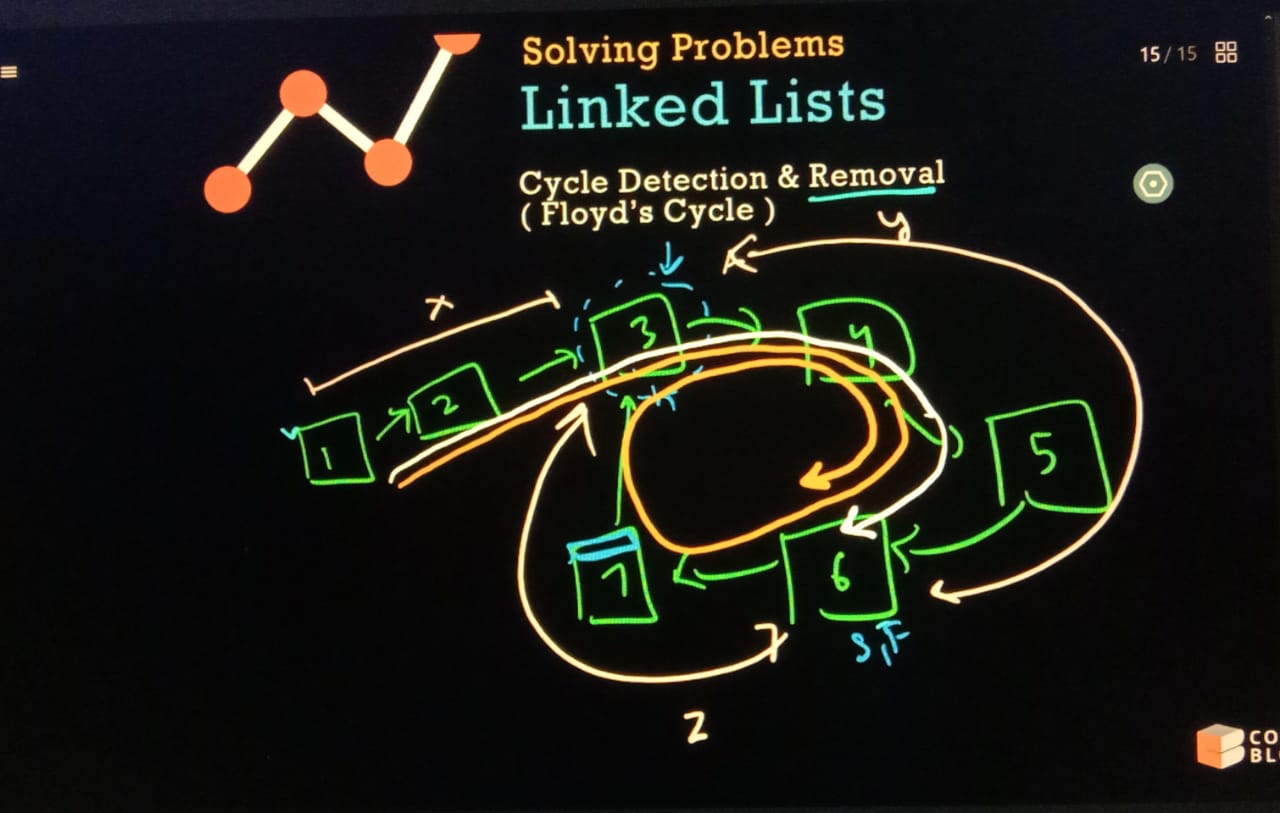 Solving Problems
15 / 15
Linked Lists
Cycle Detection & Removal
( Floyd's Cycle )
y
x
3
4
2
1
5
7
6
S,F
z
CO
BL